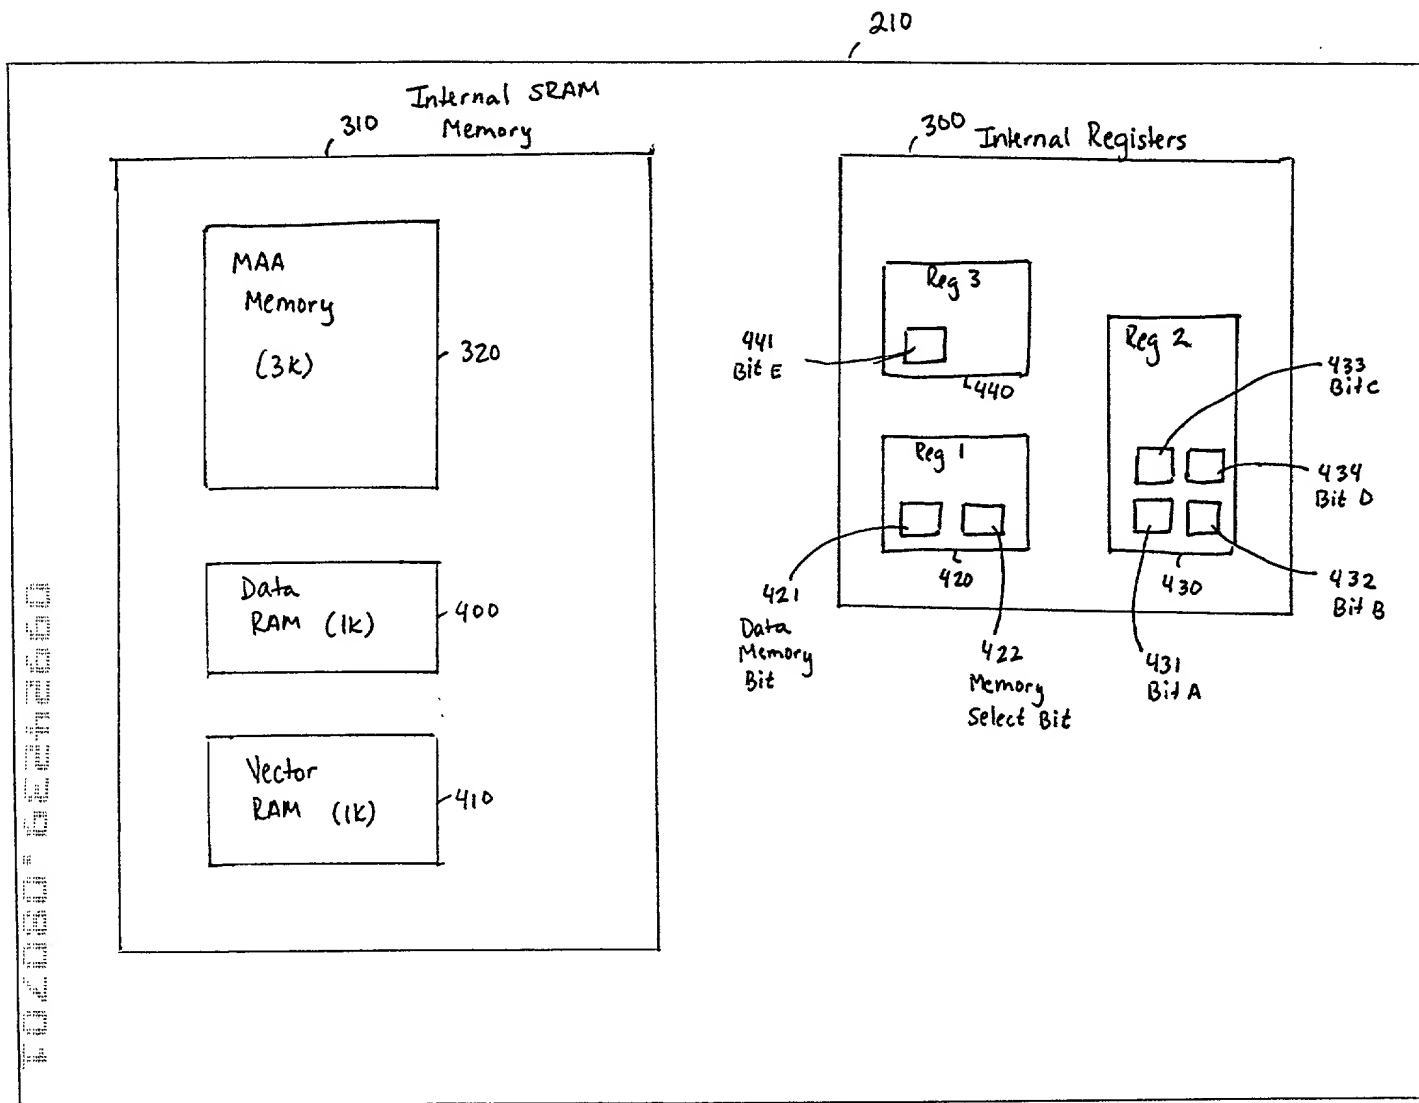 210
Internal SRAM
Memory
310
MAA
Memory
(3K)
320
Data
RAM (1K)
400
Vector
RAM (1K)
410
300
Internal Registers
Reg 3
441
Bit E
440
Reg 1
420
421
Data
Memory
Bit
422
Memory
Select Bit
Reg 2
433
Bit C
434
Bit D
430
432
Bit B
431
Bit A
09924239.080701